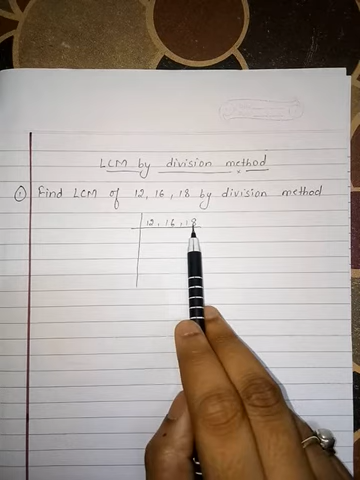 LCM by division method
① Find LCM of 12, 16, 18 by division method
12, 16, 18